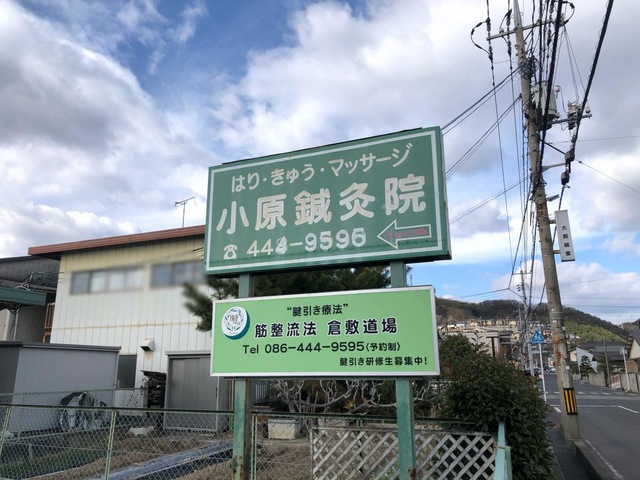 はり・きゅう・マッサージ
小原鍼灸院
☎ 444-9595
“腱引き療法”
筋整流法 倉敷道場
Tel 086-444-9595 (予約制)
腱引き研修生募集中!